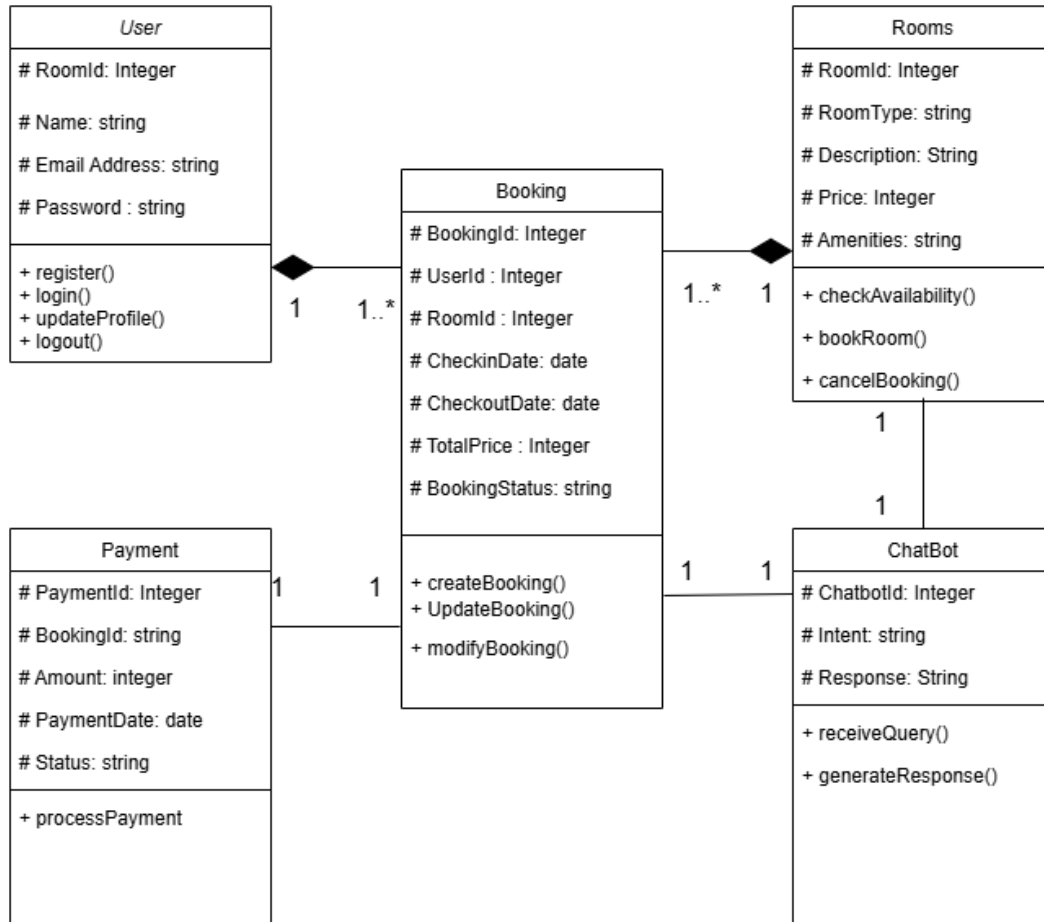 User
# RoomId: Integer
# Name: string
# Email Address: string
# Password : string
+ register()
+ login()
+ updateProfile()
+ logout()
1
1..*
Booking
# BookingId: Integer
# UserId : Integer
# RoomId : Integer
# CheckinDate: date
# CheckoutDate: date
# TotalPrice : Integer
# BookingStatus: string
+ createBooking()
+ UpdateBooking()
+ modifyBooking()
1..*
1
Rooms
# RoomId: Integer
# RoomType: string
# Description: String
# Price: Integer
# Amenities: string
+ checkAvailability()
+ bookRoom()
+ cancelBooking()
1
1
Payment
# PaymentId: Integer
# BookingId: string
# Amount: integer
# PaymentDate: date
# Status: string
+ processPayment
1
1
1
1
ChatBot
# ChatbotId: Integer
# Intent: string
# Response: String
+ receiveQuery()
+ generateResponse()